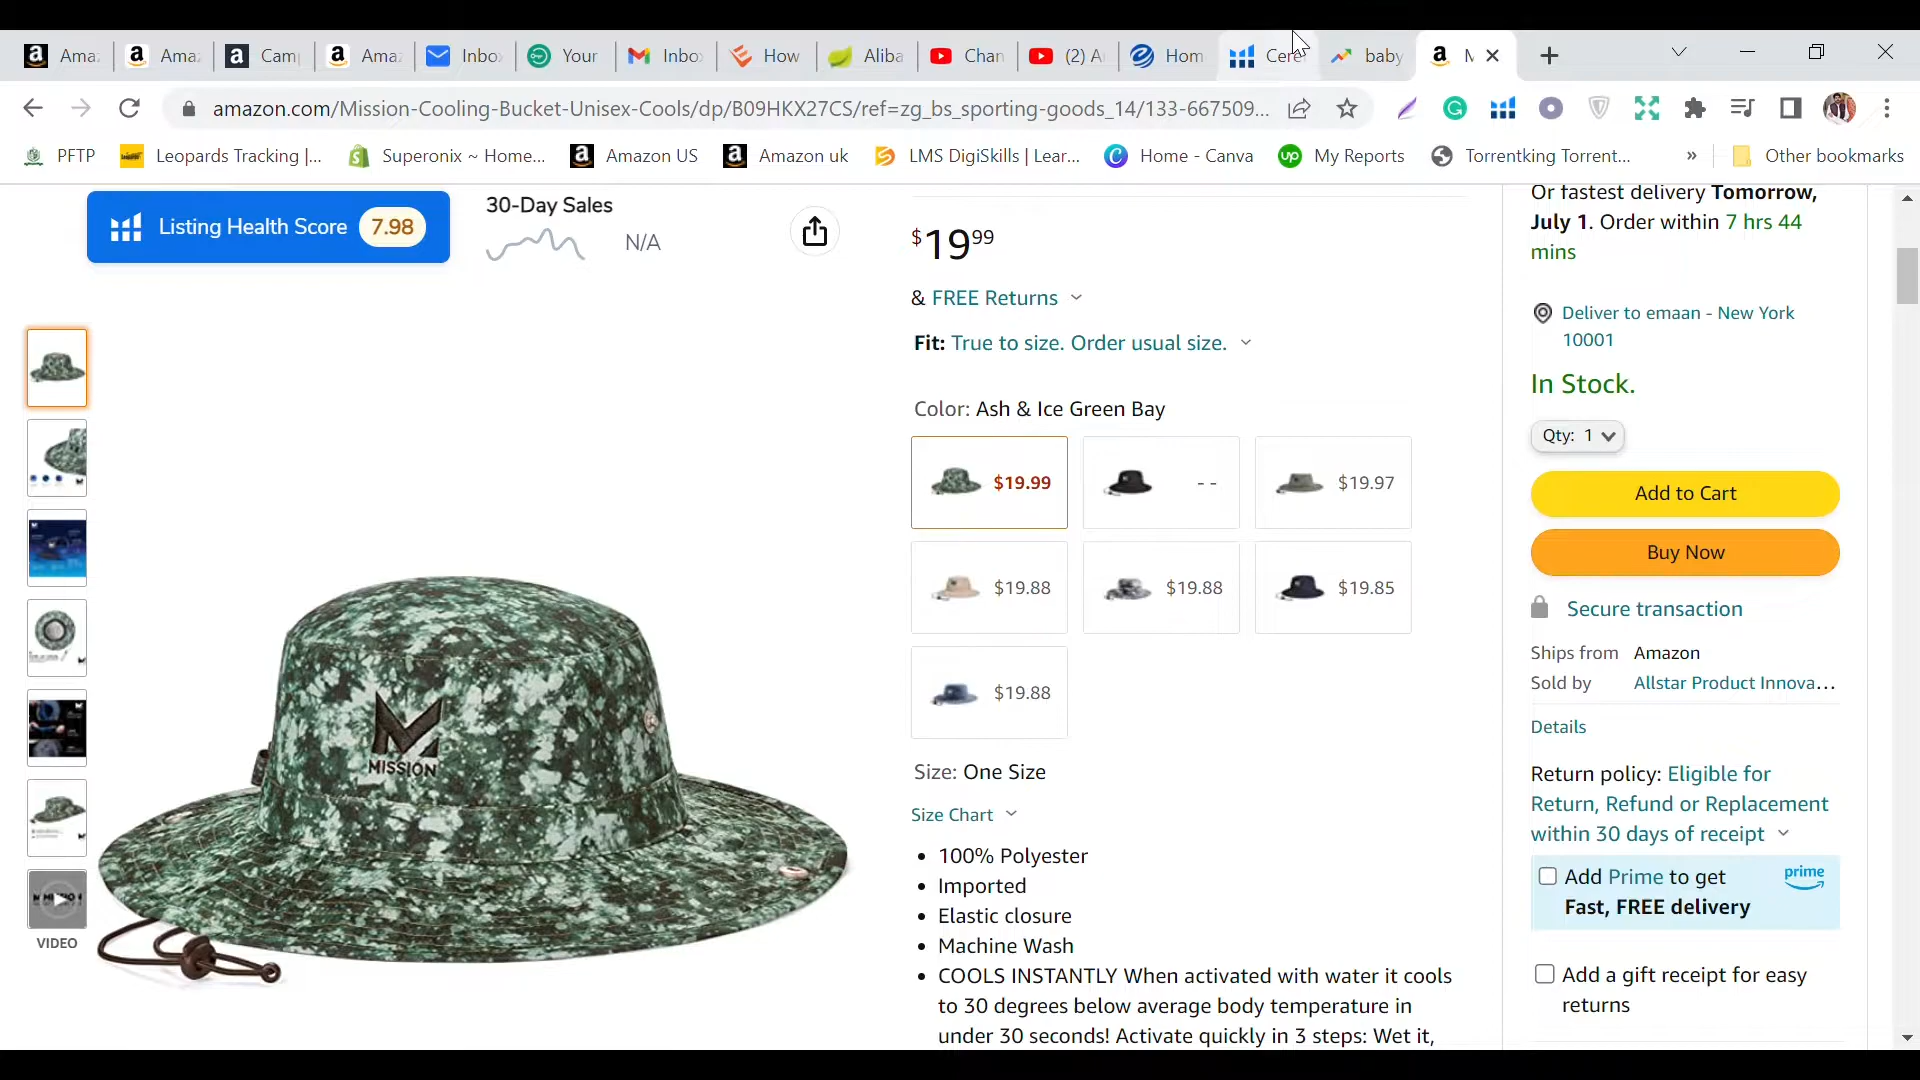 Ama
Ama
Cam
Ama
Inbo
Your
Inbo
How
Aliba
Chan
(2) A
Hom
Cere
baby
amazon.com/Mission-Cooling-Bucket-Unisex-Cools/dp/B09HKX27CS/ref=zg_bs_sporting-goods_14/133-667509...
PFTP
Leopards Tracking |...
Superonix ~ Home...
Amazon US
Amazon uk
LMS DigiSkills | Lear...
Home - Canva
My Reports
Torrentking Torrent...
»
Other bookmarks
Listing Health Score 7.98
30-Day Sales
N/A
$19.99
& FREE Returns
Fit: True to size. Order usual size.
Color: Ash & Ice Green Bay
$19.99
- -
$19.97
$19.88
$19.88
$19.85
$19.88
Size: One Size
Size Chart
• 100% Polyester
• Imported
• Elastic closure
• Machine Wash
• COOLS INSTANTLY When activated with water it cools
to 30 degrees below average body temperature in
under 30 seconds! Activate quickly in 3 steps: Wet it,
MISSION
VIDEO
Or fastest delivery Tomorrow,
July 1. Order within 7 hrs 44
mins
Deliver to emaan - New York
10001
In Stock.
Qty: 1
Add to Cart
Buy Now
Secure transaction
Ships from Amazon
Sold by Allstar Product Innova...
Details
Return policy: Eligible for
Return, Refund or Replacement
within 30 days of receipt
Add Prime to get
Fast, FREE delivery
prime
Add a gift receipt for easy
returns